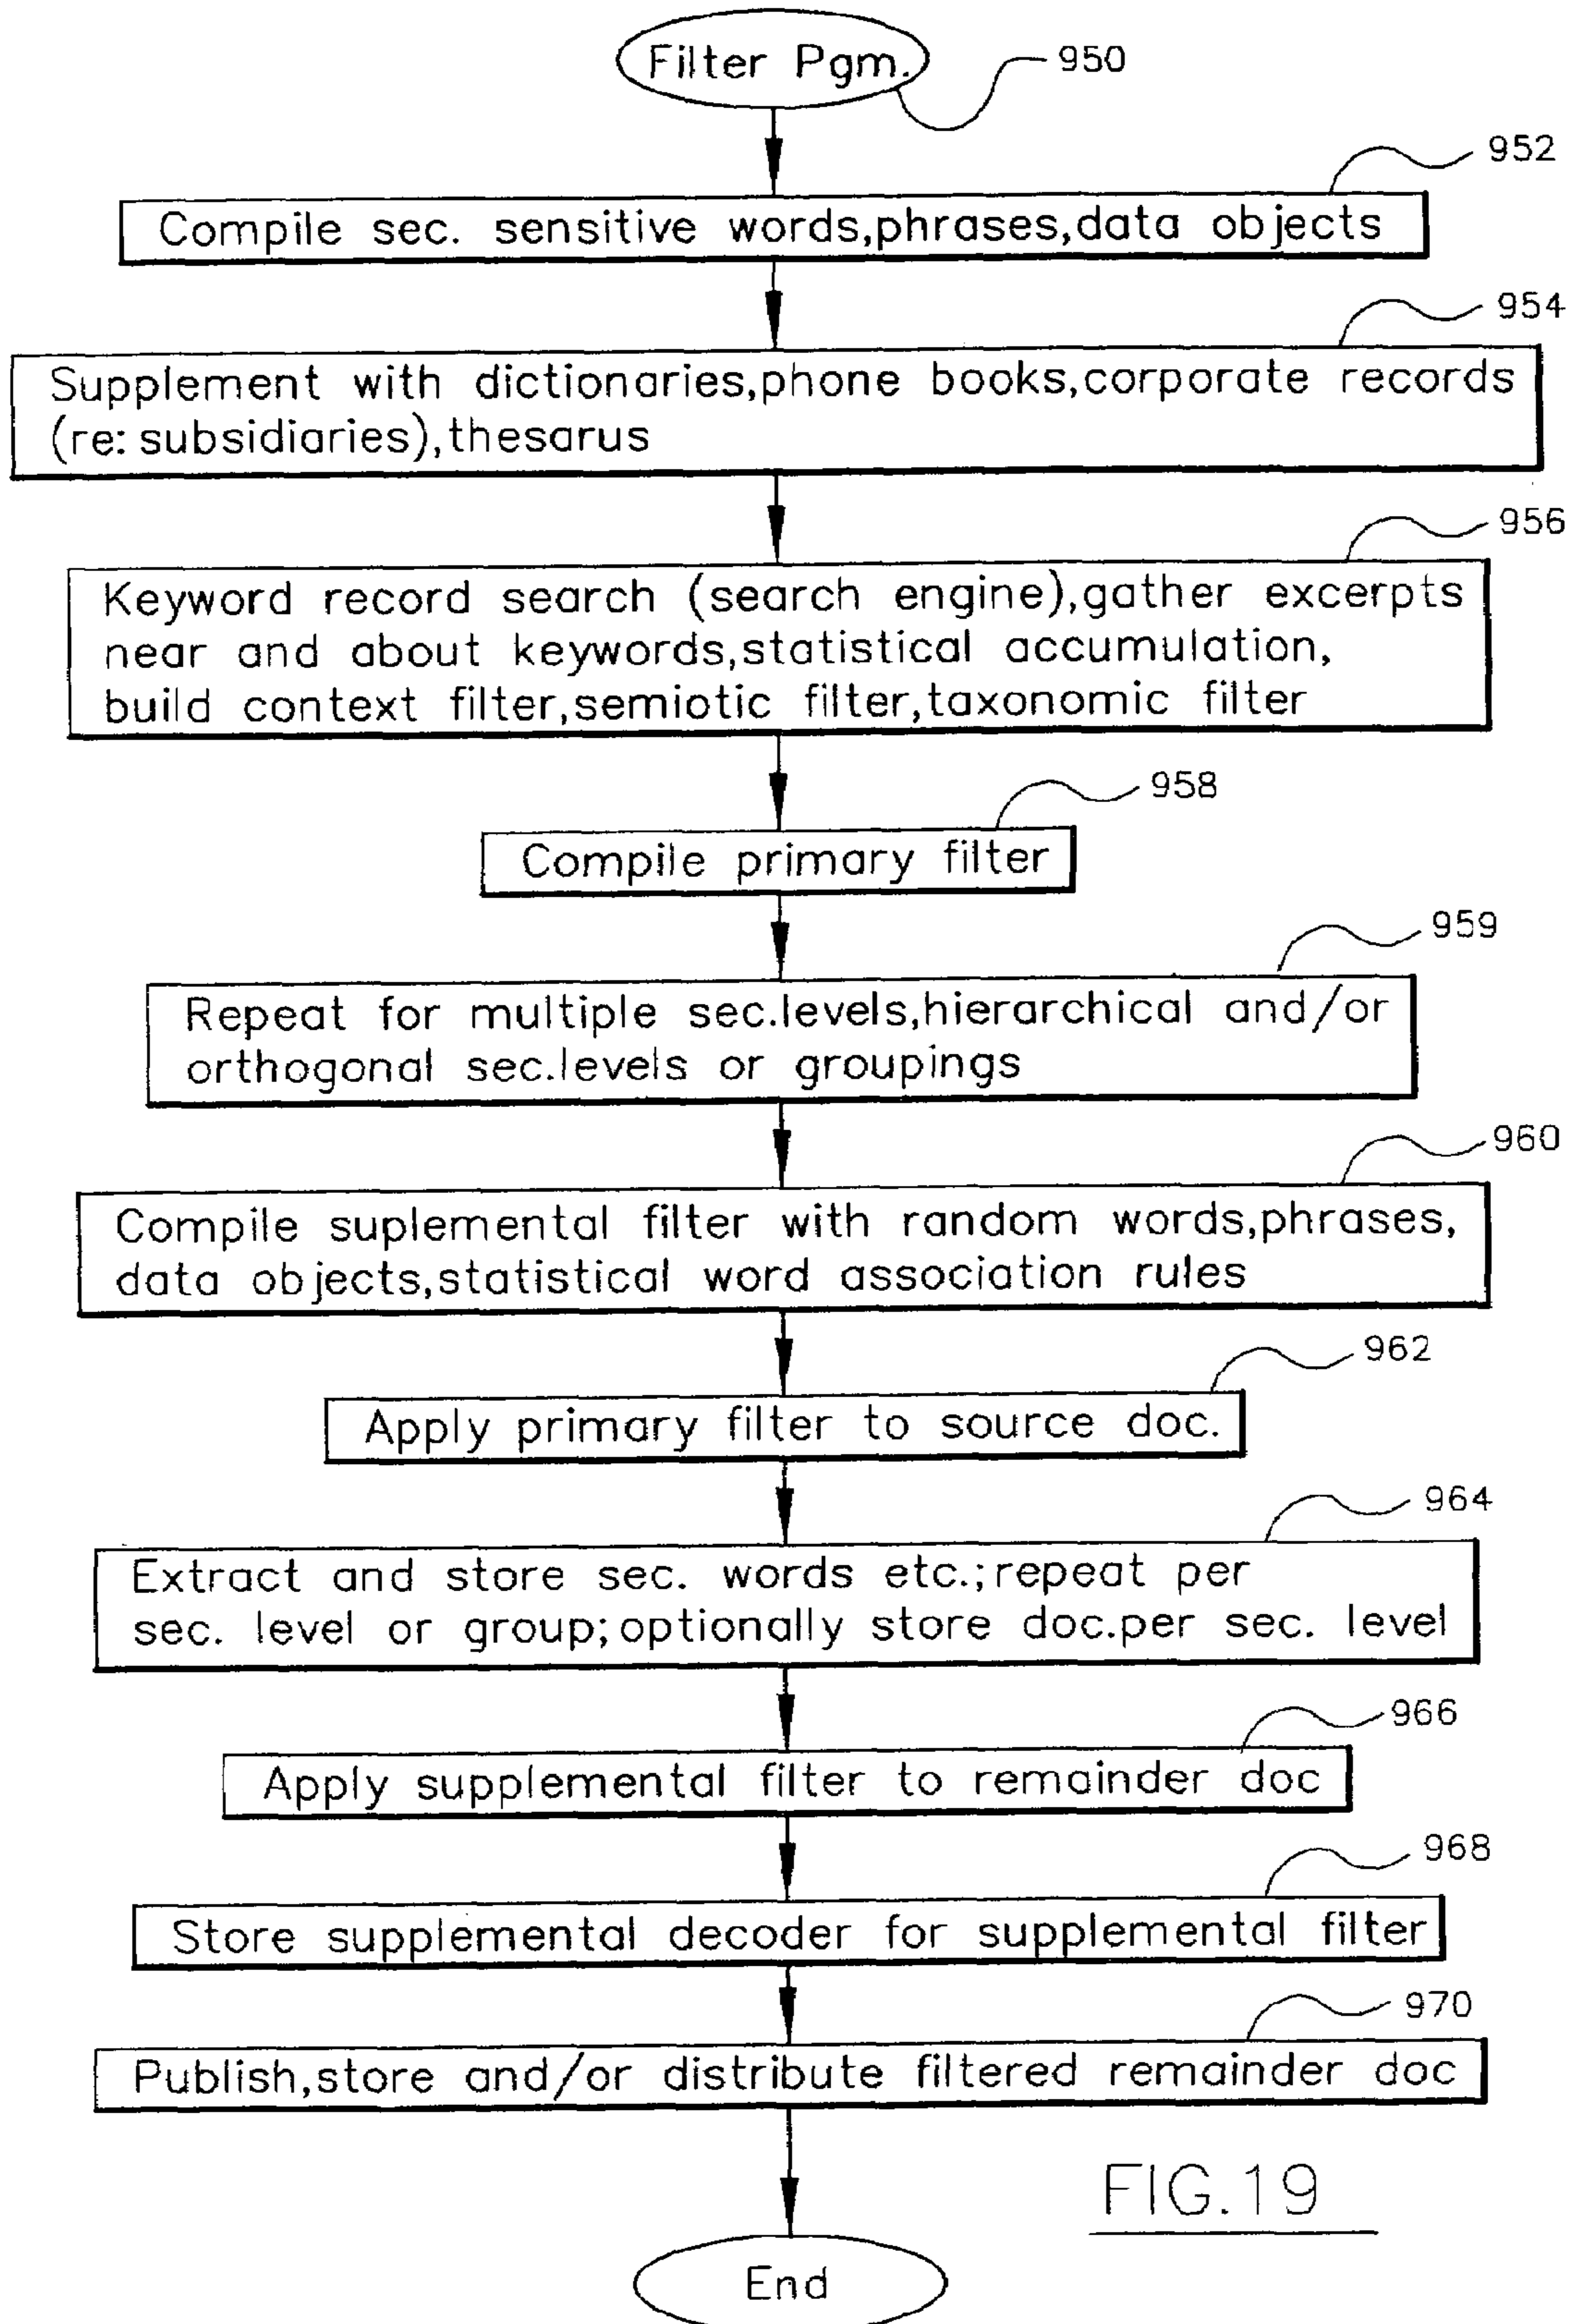 Filter Pgm.
950
952
Compile sec. sensitive words,phrases,data objects
954
Supplement with dictionaries,phone books,corporate records
(re: subsidiaries),thesarus
956
Keyword record search (search engine),gather excerpts
near and about keywords,statistical accumulation,
build context filter,semiotic filter,taxonomic filter
958
Compile primary filter
959
Repeat for multiple sec.levels,hierarchical and/or
orthogonal sec.levels or groupings
960
Compile suplemental filter with random words,phrases,
data objects,statistical word association rules
962
Apply primary filter to source doc.
964
Extract and store sec. words etc.;repeat per
sec. level or group;optionally store doc.per sec. level
966
Apply supplemental filter to remainder doc
968
Store supplemental decoder for supplemental filter
970
Publish,store and/or distribute filtered remainder doc
FIG.19
End